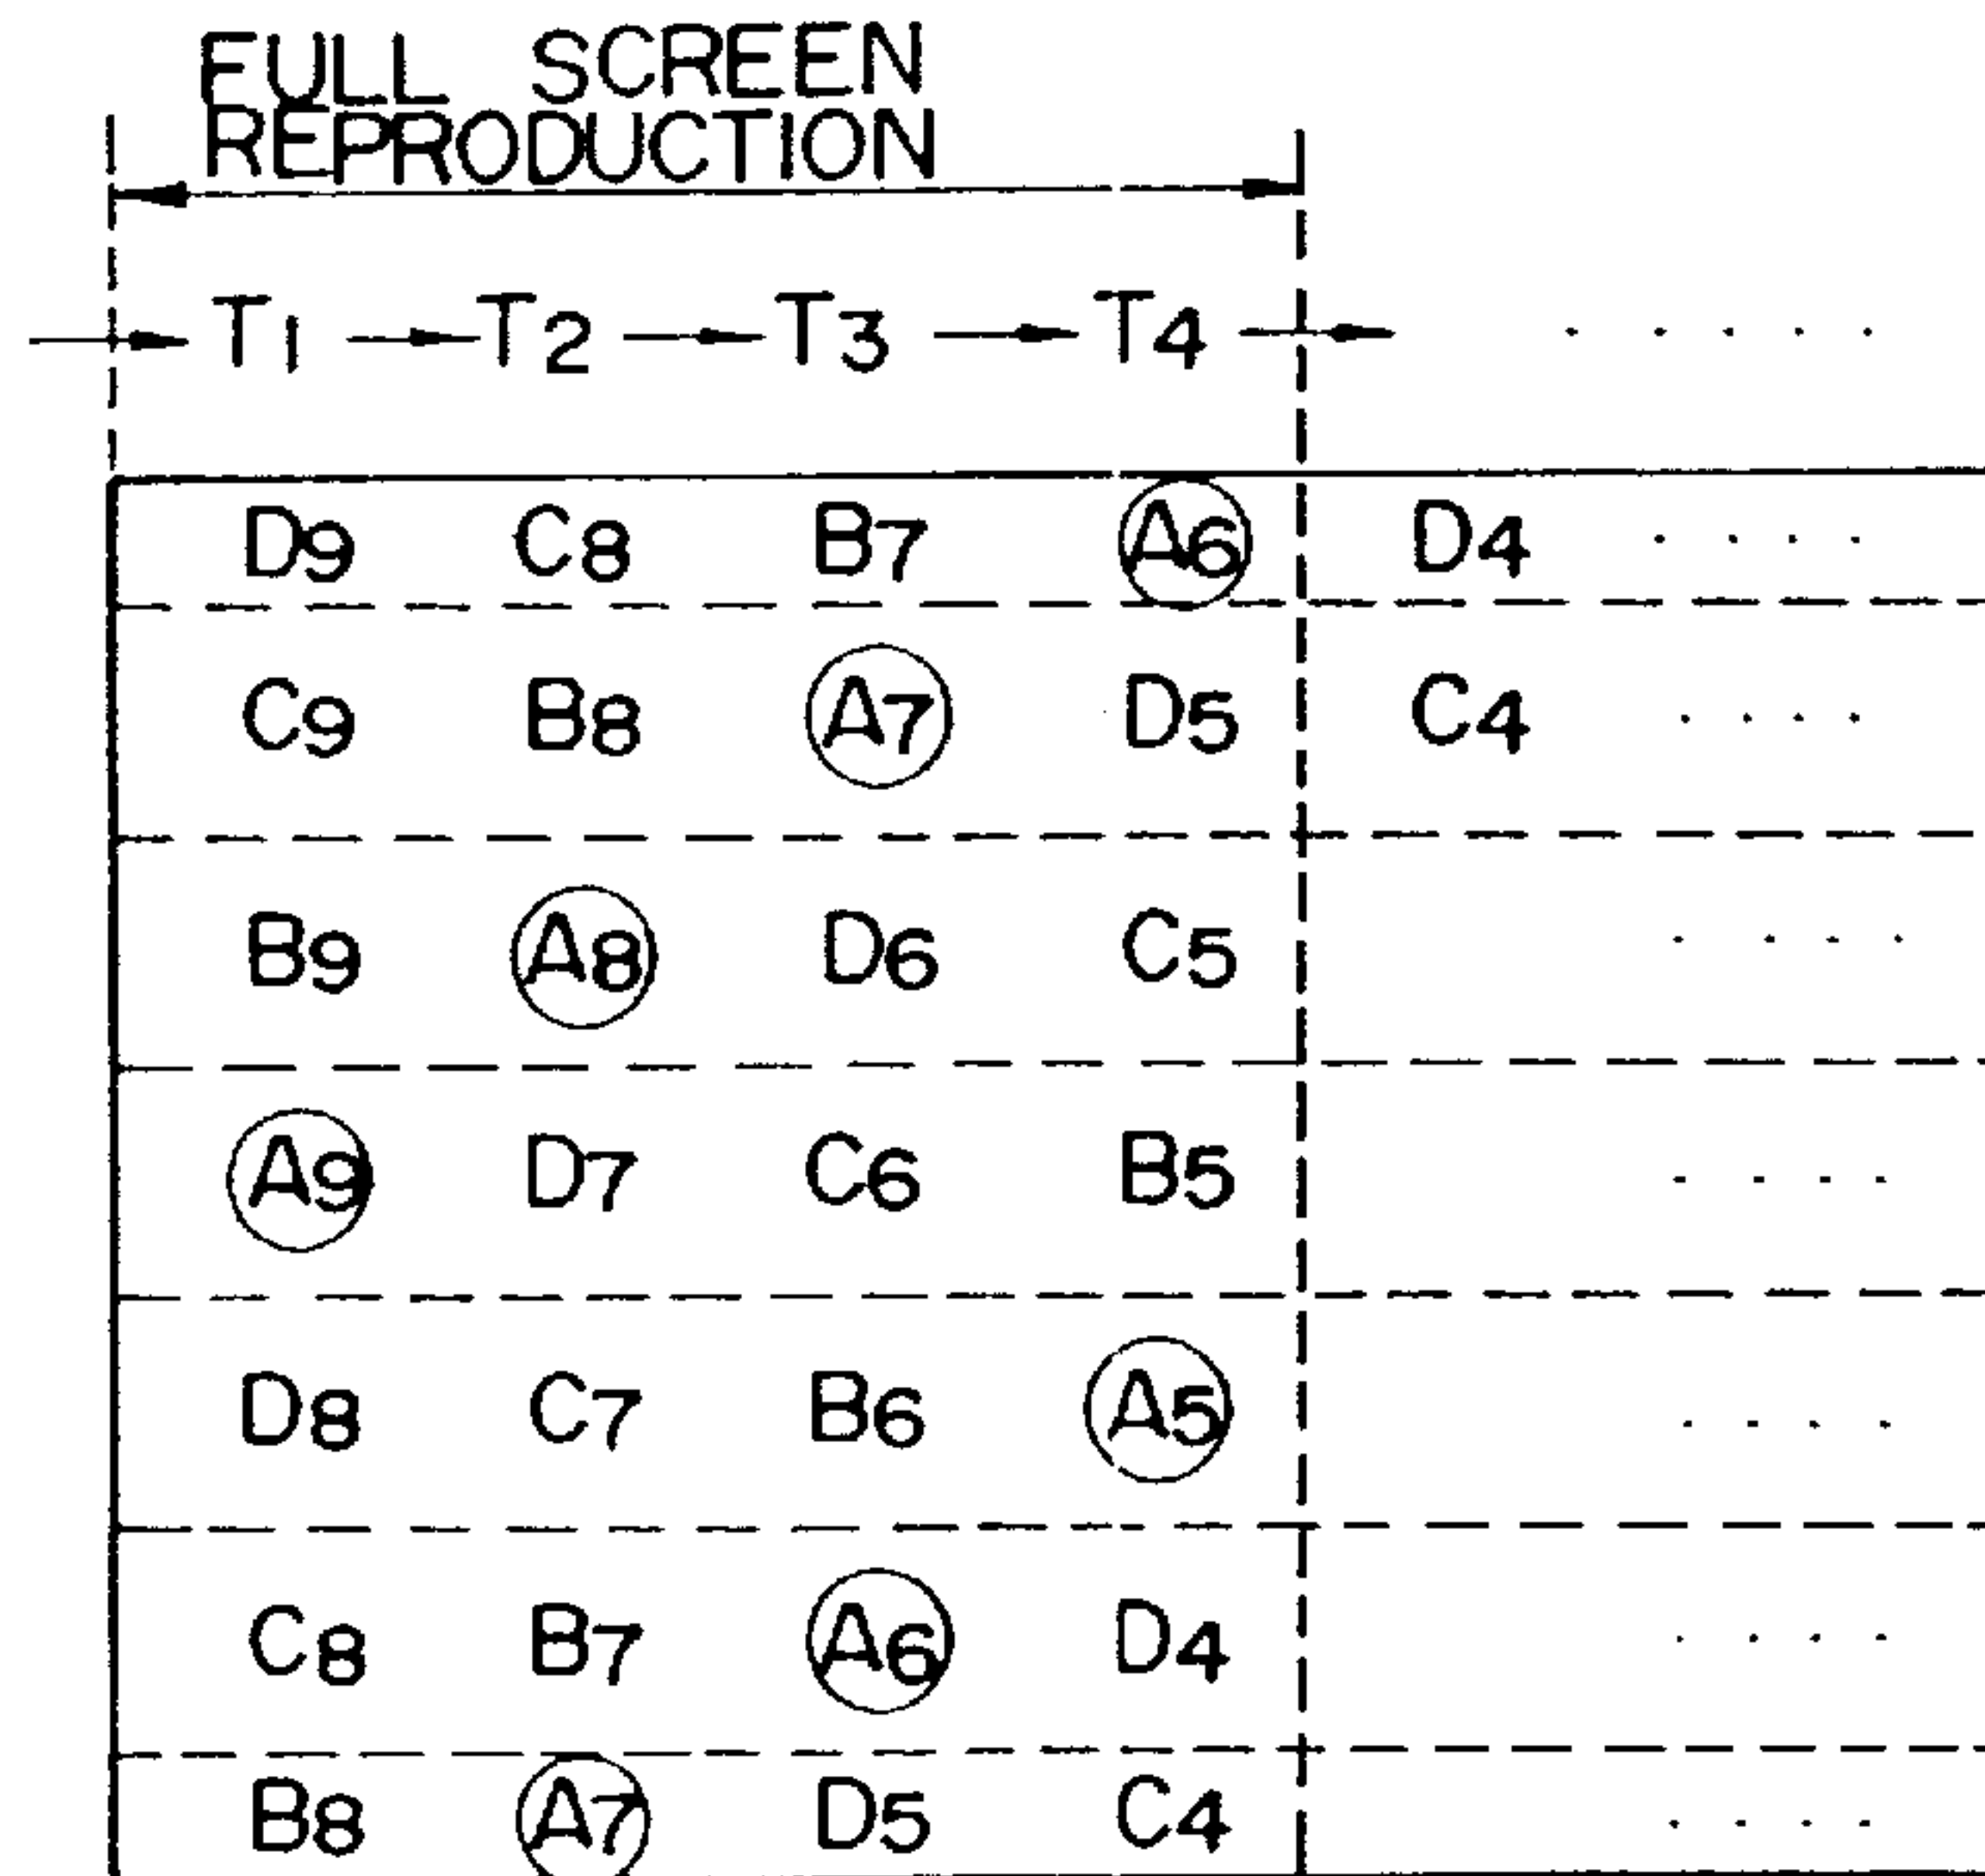 FULL SCREEN
REPRODUCTION
T1 T2 T3 T4 . . . . .
D9 C8 B7 A6 D4 . . . .
C9 B8 A7 D5 C4 . . . .
B9 A8 D6 C5 . . . .
A9 D7 C6 B5 . . . .
D8 C7 B6 A5 . . . .
C8 B7 A6 D4 . . . .
B8 A7 D5 C4 . . . .